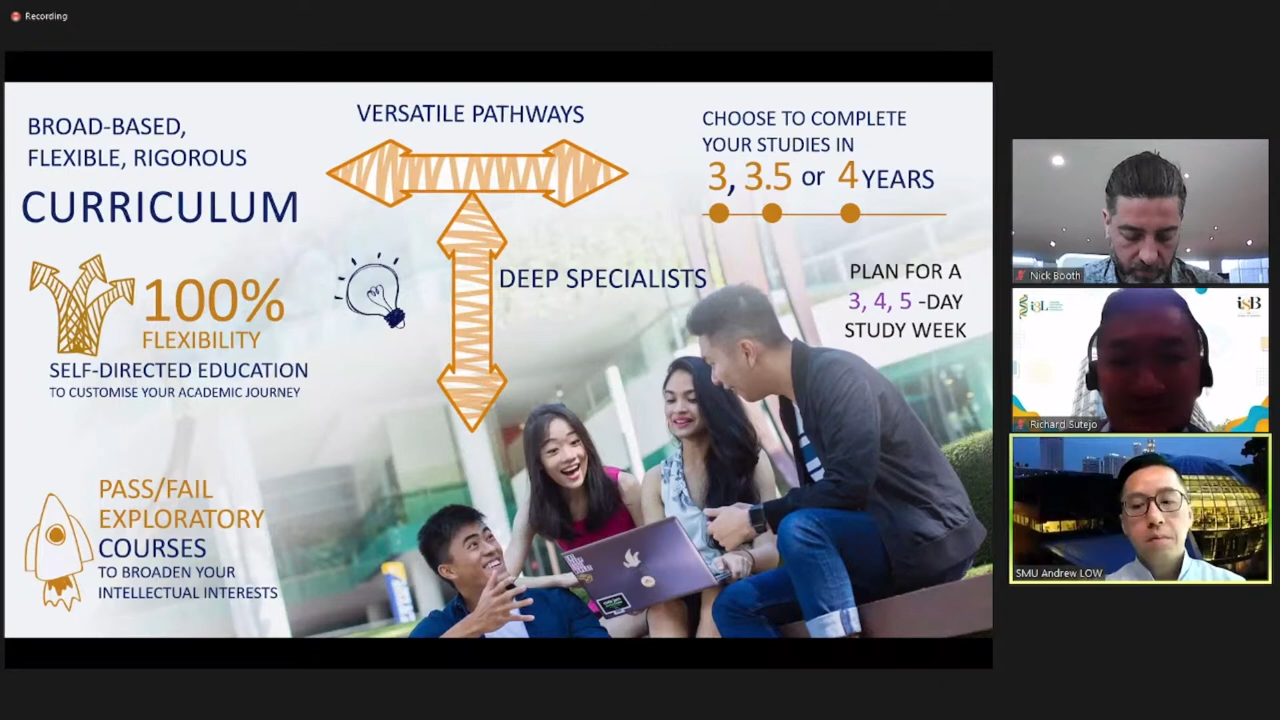 Recording
BROAD-BASED,
FLEXIBLE, RIGOROUS
CURRICULUM
100%
FLEXIBILITY
SELF-DIRECTED EDUCATION
TO CUSTOMISE YOUR ACADEMIC JOURNEY
PASS/FAIL
EXPLORATORY
COURSES
TO BROADEN YOUR
INTELLECTUAL INTERESTS
VERSATILE PATHWAYS
DEEP SPECIALISTS
CHOOSE TO COMPLETE
YOUR STUDIES IN
3, 3.5 or 4 YEARS
PLAN FOR A
3, 4, 5 -DAY
STUDY WEEK
Nick Booth
i3L
Richard Sutejo
SMU Andrew LOW